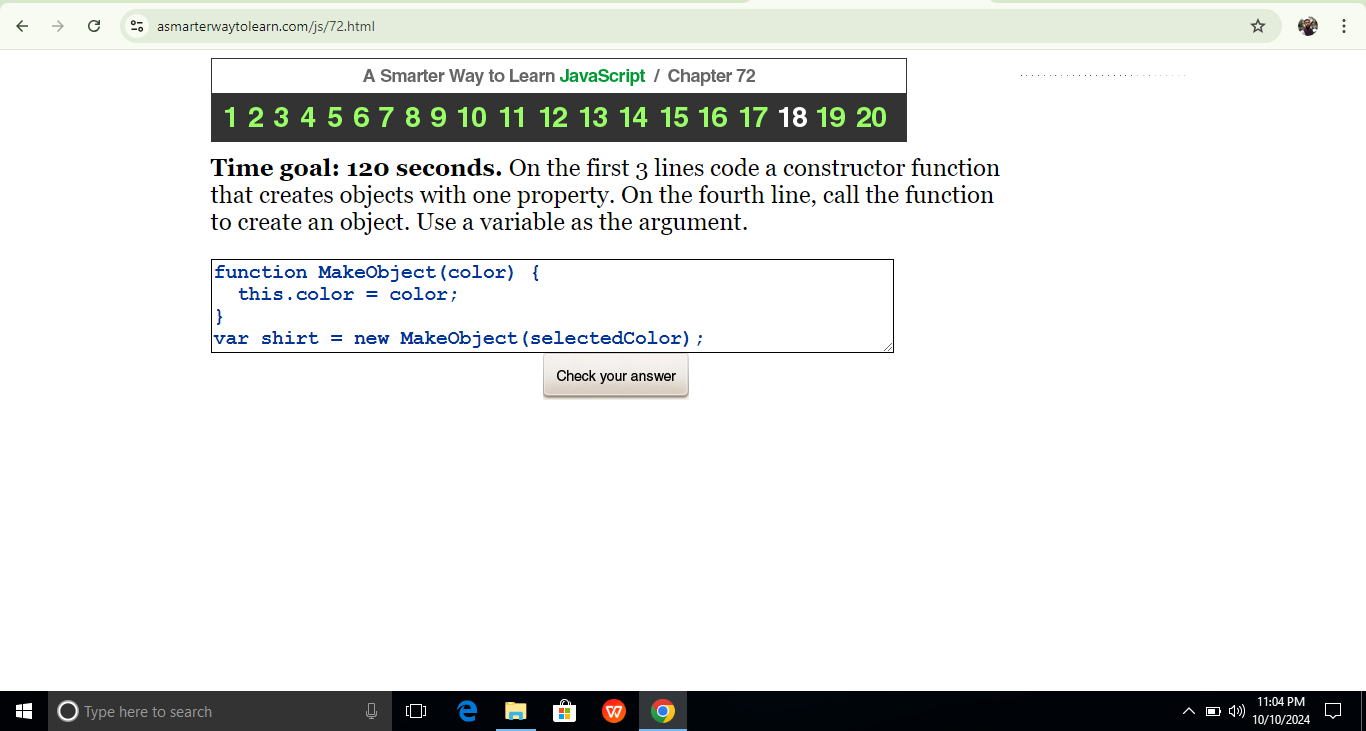 asmarterwaytolearn.com/js/72.html
A Smarter Way to Learn JavaScript / Chapter 72
1 2 3 4 5 6 7 8 9 10 11 12 13 14 15 16 17 18 19 20
Time goal: 120 seconds. On the first 3 lines code a constructor function
that creates objects with one property. On the fourth line, call the function
to create an object. Use a variable as the argument.
function MakeObject(color) {
  this.color = color;
}
var shirt = new MakeObject(selectedColor);
Check your answer
Type here to search
11:04 PM
10/10/2024